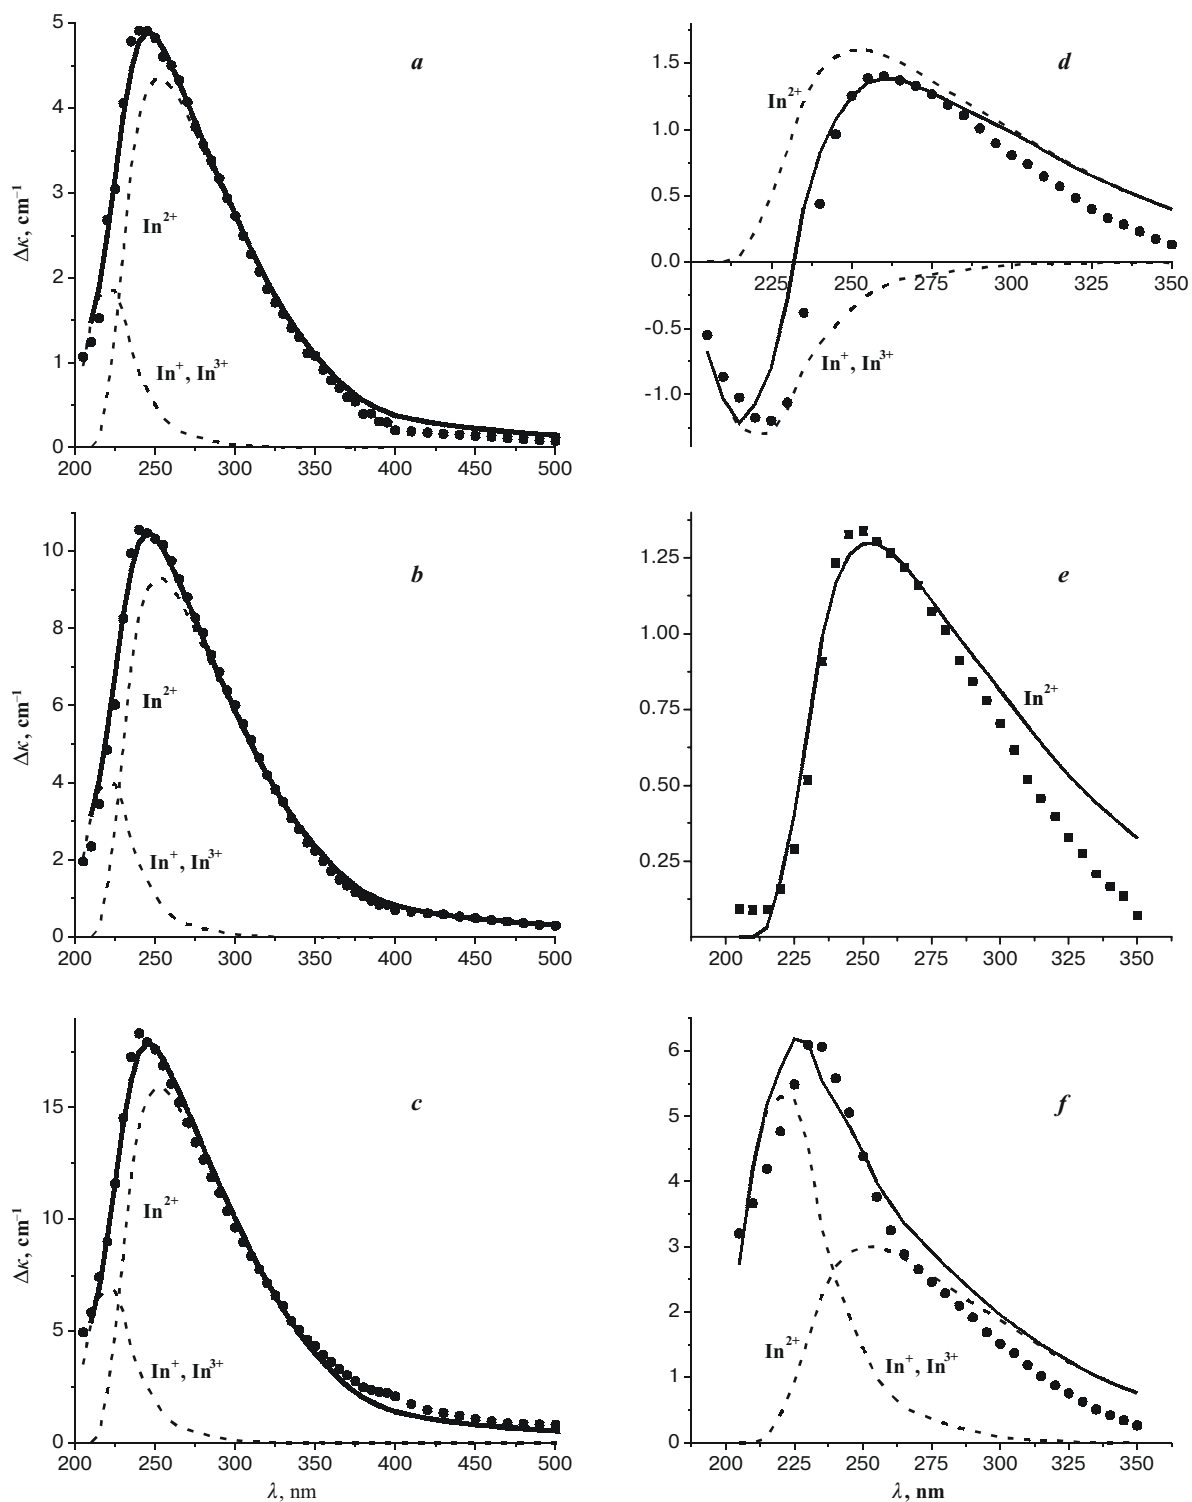 5
4
3
2
1
0
200 250 300 350 400 450 500
Δκ, cm⁻¹
a
In²⁺
In⁺, In³⁺
1.5
1.0
0.5
0.0
-0.5
-1.0
225 250 275 300 325 350
d
In²⁺
In⁺, In³⁺
10
8
6
4
2
0
200 250 300 350 400 450 500
Δκ, cm⁻¹
b
In²⁺
In⁺, In³⁺
1.25
1.00
0.75
0.50
0.25
200 225 250 275 300 325 350
e
In²⁺
15
10
5
0
200 250 300 350 400 450 500
Δκ, cm⁻¹
c
In²⁺
In⁺, In³⁺
λ, nm
6
5
4
3
2
1
0
200 225 250 275 300 325 350
f
In²⁺
In⁺, In³⁺
λ, nm